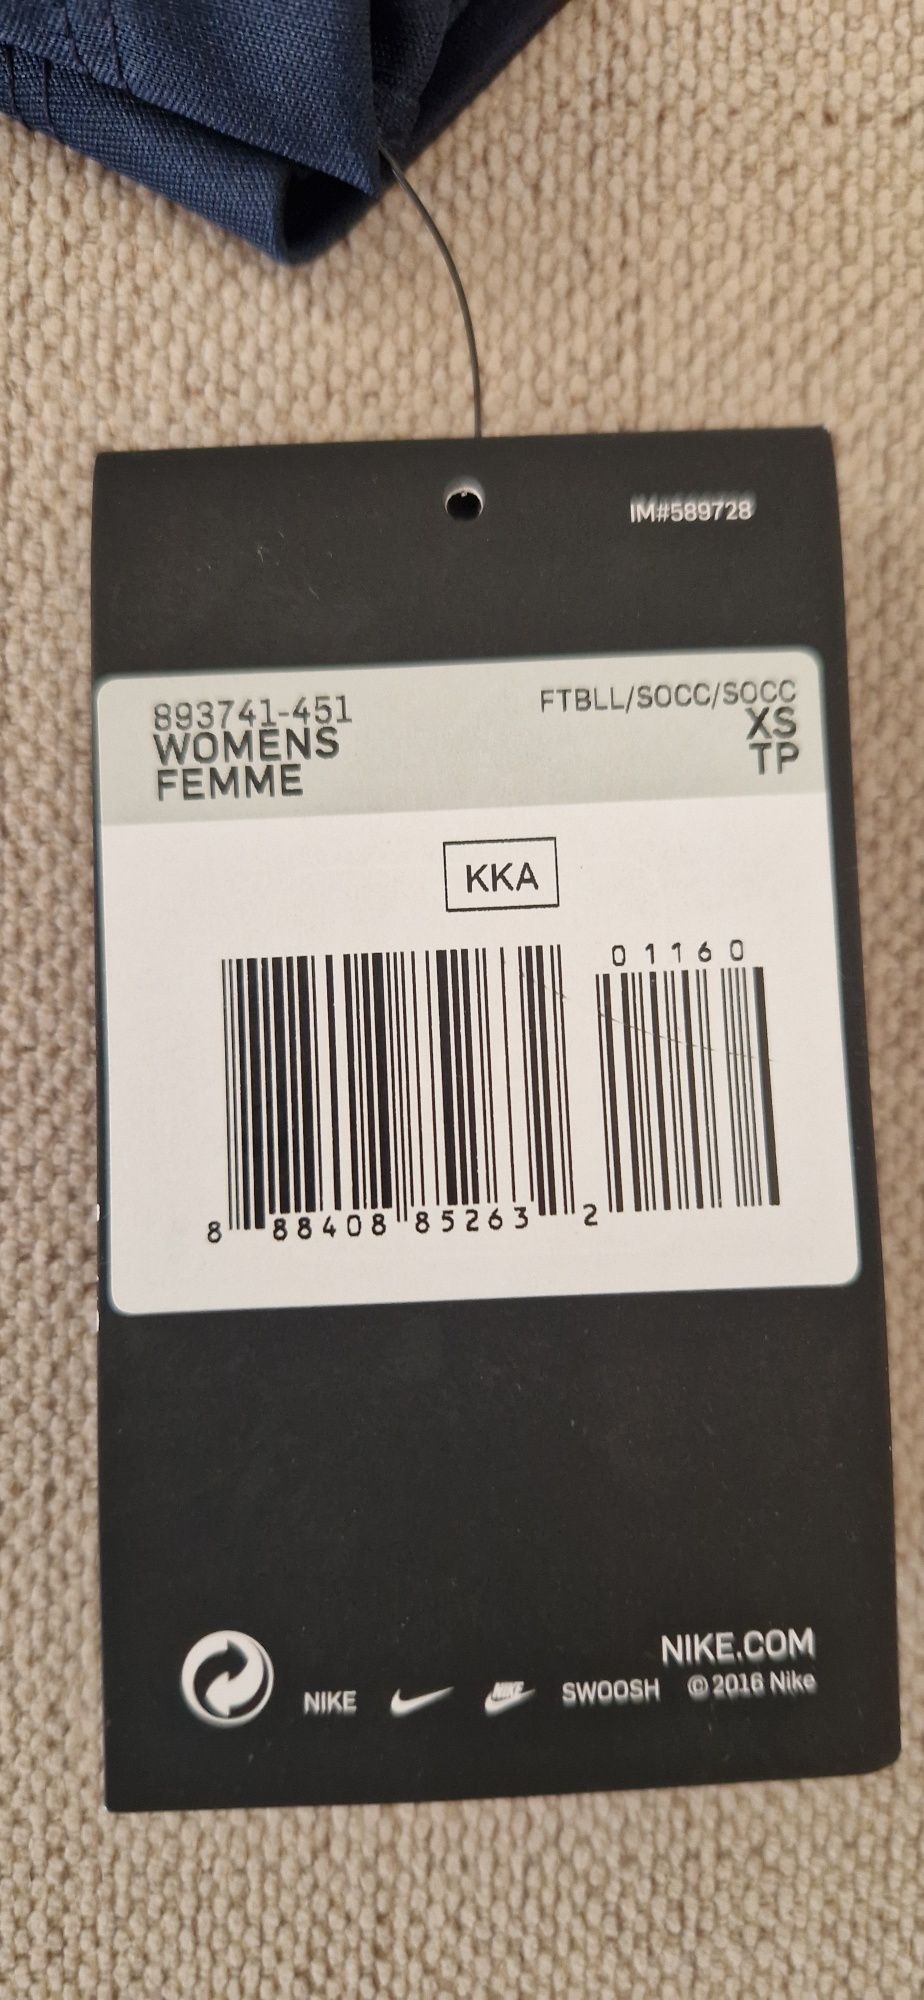 IM#589728
893741-451
FTBLL/SOCC/SOCC
WOMENS
XS
FEMME
TP
KKA
01160
8 88408 85263 2
NIKE.COM
NIKE
NIKE
SWOOSH
© 2016 Nike